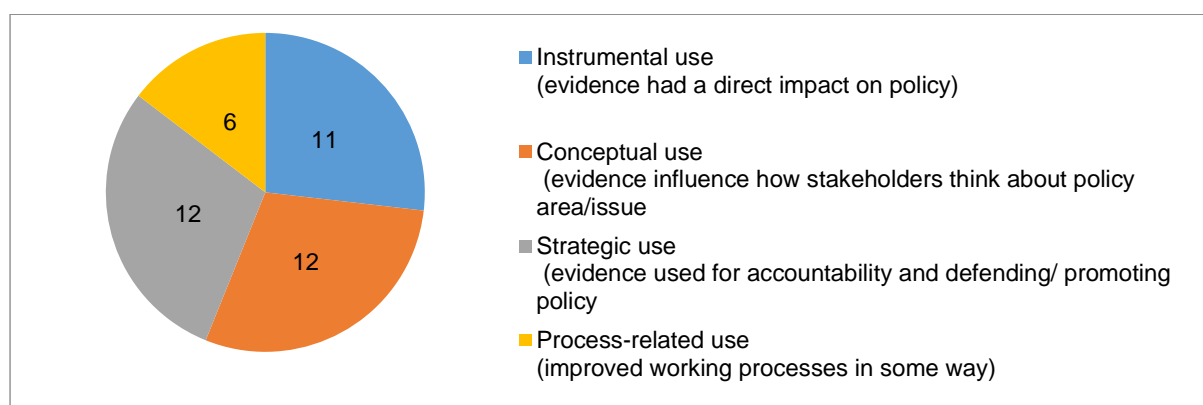 11
12
12
6
Instrumental use
(evidence had a direct impact on policy)
Conceptual use
(evidence influence how stakeholders think about policy
area/issue
Strategic use
(evidence used for accountability and defending/ promoting
policy
Process-related use
(improved working processes in some way)